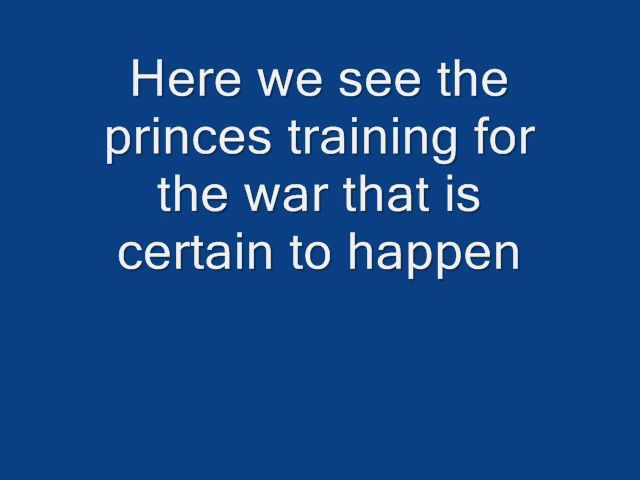 Here we see the
princes training for
the war that is
certain to happen